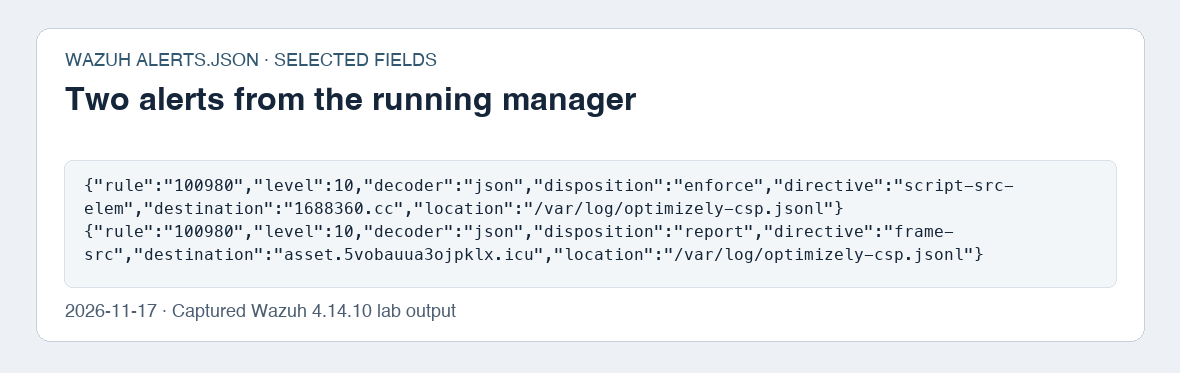 WAZUH ALERTS.JSON · SELECTED FIELDS
Two alerts from the running manager
{"rule":"100980","level":10,"decoder":"json","disposition":"enforce","directive":"script-src-
elem","destination":"1688360.cc","location":"/var/log/optimizely-csp.jsonl"}
{"rule":"100980","level":10,"decoder":"json","disposition":"report","directive":"frame-
src","destination":"asset.5vobauua3ojpklx.icu","location":"/var/log/optimizely-csp.jsonl"}
2026-11-17 · Captured Wazuh 4.14.10 lab output